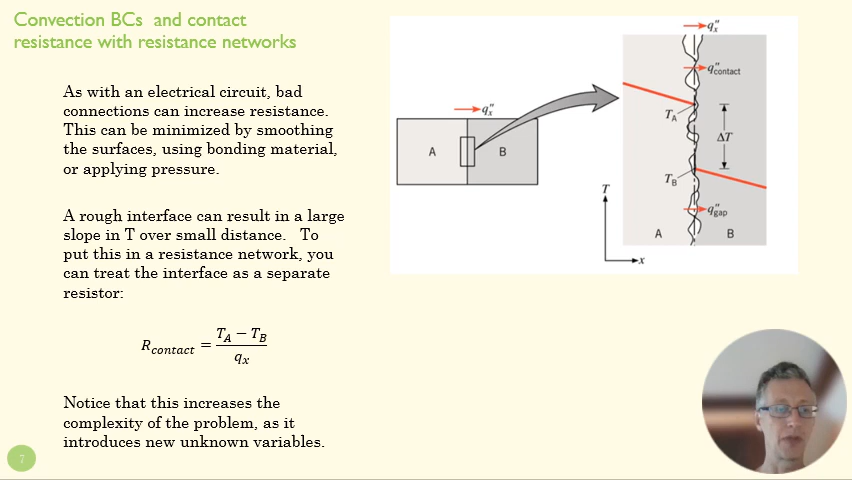 Convection BCs and contact
resistance with resistance networks
As with an electrical circuit, bad
connections can increase resistance.
This can be minimized by smoothing
the surfaces, using bonding material,
or applying pressure.
A rough interface can result in a large
slope in T over small distance. To
put this in a resistance network, you
can treat the interface as a separate
resistor:
R_contact = (T_A − T_B) / q_x
Notice that this increases the
complexity of the problem, as it
introduces new unknown variables.
7
q"_x
A
B
T
x
q"_x
q"_contact
T_A
ΔT
T_B
q"_gap
A
B